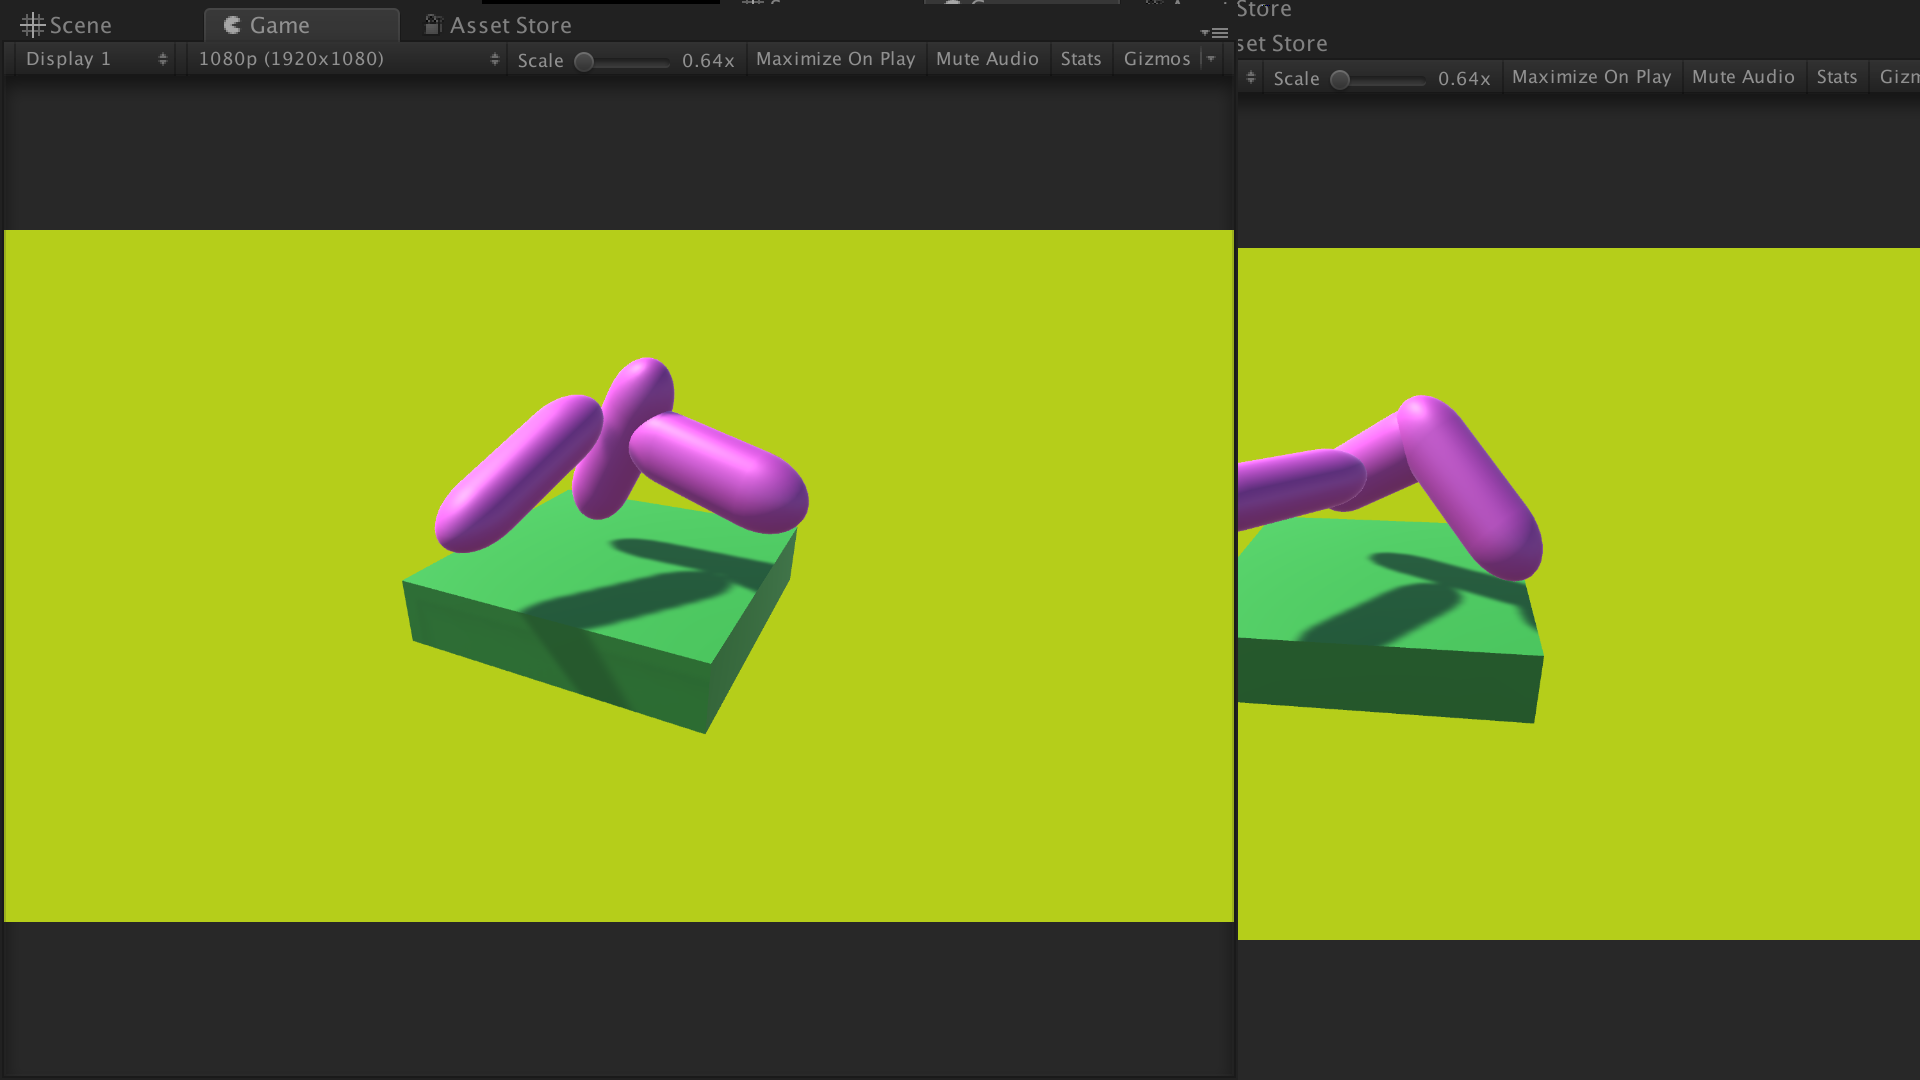 Scene Game Asset Store
Display 1 1080p (1920x1080) Scale 0.64x Maximize On Play Mute Audio Stats Gizmos
Store
set Store
Scale 0.64x Maximize On Play Mute Audio Stats Gizm